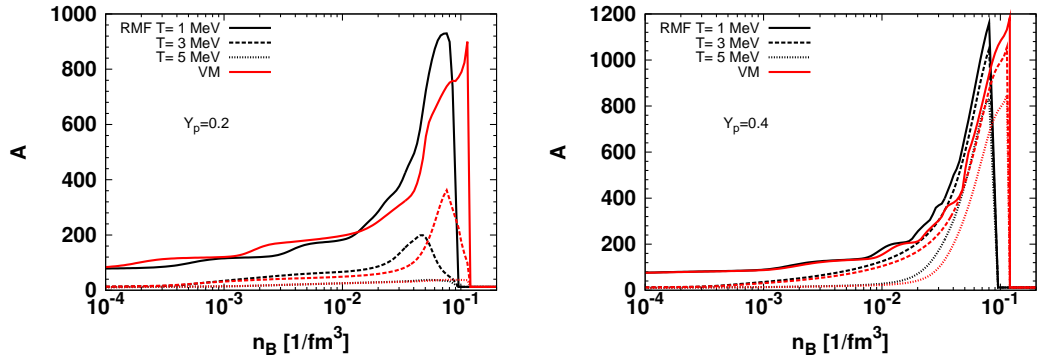 RMF T= 1 MeV
T= 3 MeV
T= 5 MeV
VM
Y_p=0.2
A
1000
800
600
400
200
0
10^-4
10^-3
10^-2
10^-1
n_B [1/fm^3]
RMF T= 1 MeV
T= 3 MeV
T= 5 MeV
VM
Y_p=0.4
A
1200
1000
800
600
400
200
0
10^-4
10^-3
10^-2
10^-1
n_B [1/fm^3]